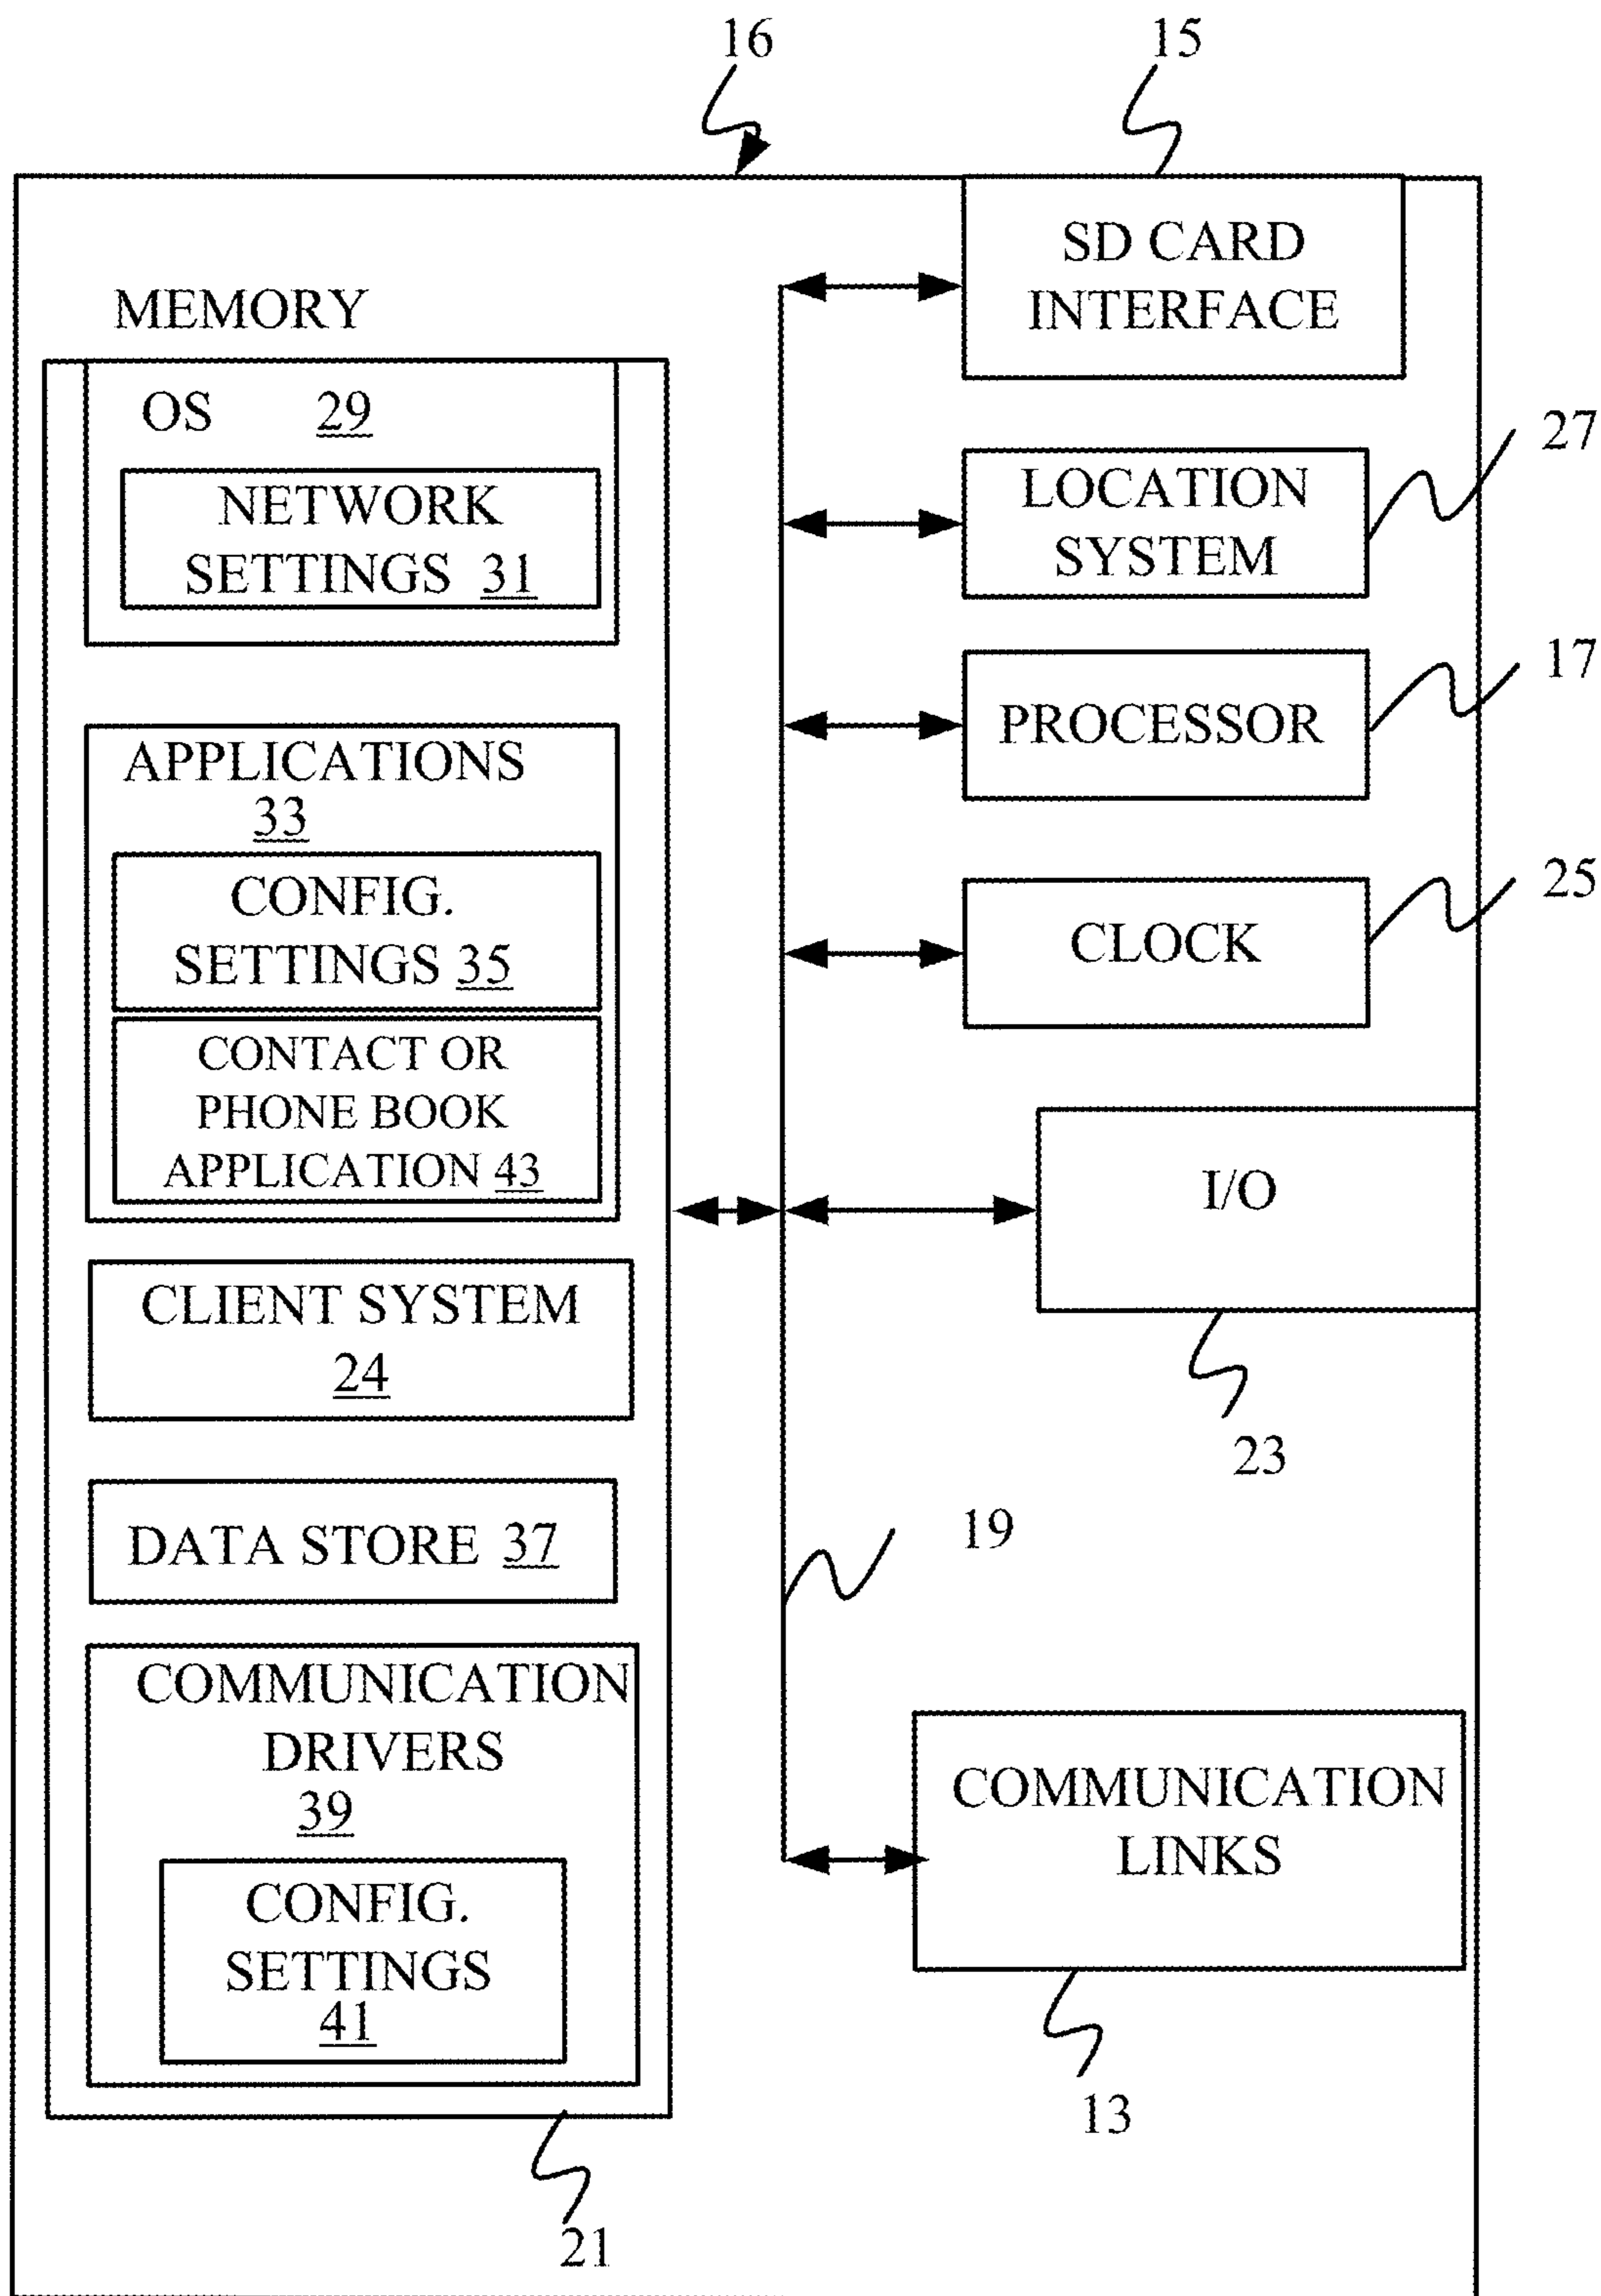 16
15
SD CARD
INTERFACE
MEMORY
OS 29
NETWORK
SETTINGS 31
27
LOCATION
SYSTEM
17
PROCESSOR
APPLICATIONS
33
CONFIG.
SETTINGS 35
25
CLOCK
CONTACT OR
PHONE BOOK
APPLICATION 43
I/O
23
CLIENT SYSTEM
24
19
DATA STORE 37
COMMUNICATION
DRIVERS
39
CONFIG.
SETTINGS
41
COMMUNICATION
LINKS
13
21